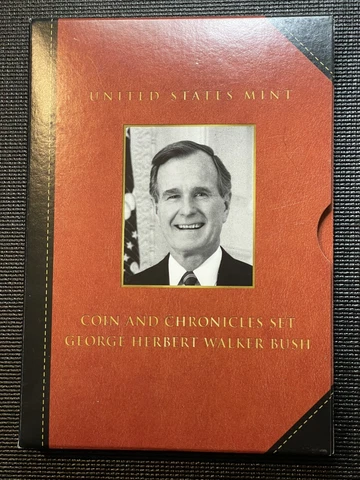 UNITED STATES MINT
COIN AND CHRONICLES SET
GEORGE HERBERT WALKER BUSH